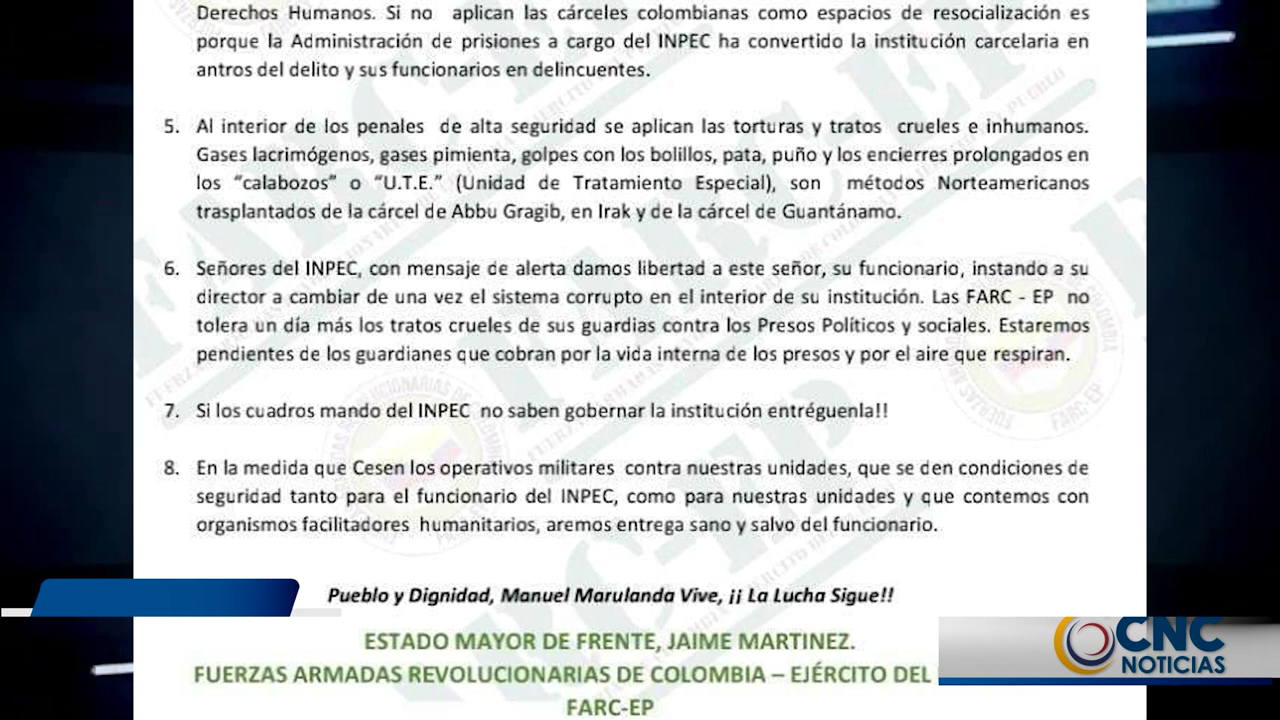 Derechos Humanos. Si no aplican las cárceles colombianas como espacios de resocialización es
porque la Administración de prisiones a cargo del INPEC ha convertido la institución carcelaria en
antros del delito y sus funcionarios en delincuentes.
5. Al interior de los penales de alta seguridad se aplican las torturas y tratos crueles e inhumanos.
Gases lacrimógenos, gases pimienta, golpes con los bolillos, pata, puño y los encierres prolongados en
los “calabozos” o “U.T.E.” (Unidad de Tratamiento Especial), son métodos Norteamericanos
trasplantados de la cárcel de Abbu Gragib, en Irak y de la cárcel de Guantánamo.
6. Señores del INPEC, con mensaje de alerta damos libertad a este señor, su funcionario, instando a su
director a cambiar de una vez el sistema corrupto en el interior de su institución. Las FARC - EP no
tolera un día más los tratos crueles de sus guardias contra los Presos Políticos y sociales. Estaremos
pendientes de los guardianes que cobran por la vida interna de los presos y por el aire que respiran.
7. Si los cuadros mando del INPEC no saben gobernar la institución entréguenla!!
8. En la medida que Cesen los operativos militares contra nuestras unidades, que se den condiciones de
seguridad tanto para el funcionario del INPEC, como para nuestras unidades y que contemos con
organismos facilitadores humanitarios, aremos entrega sano y salvo del funcionario.
Pueblo y Dignidad, Manuel Marulanda Vive, ¡¡ La Lucha Sigue!!
ESTADO MAYOR DE FRENTE, JAIME MARTINEZ.
FUERZAS ARMADAS REVOLUCIONARIAS DE COLOMBIA – EJÉRCITO DEL
FARC-EP
CNC
NOTICIAS